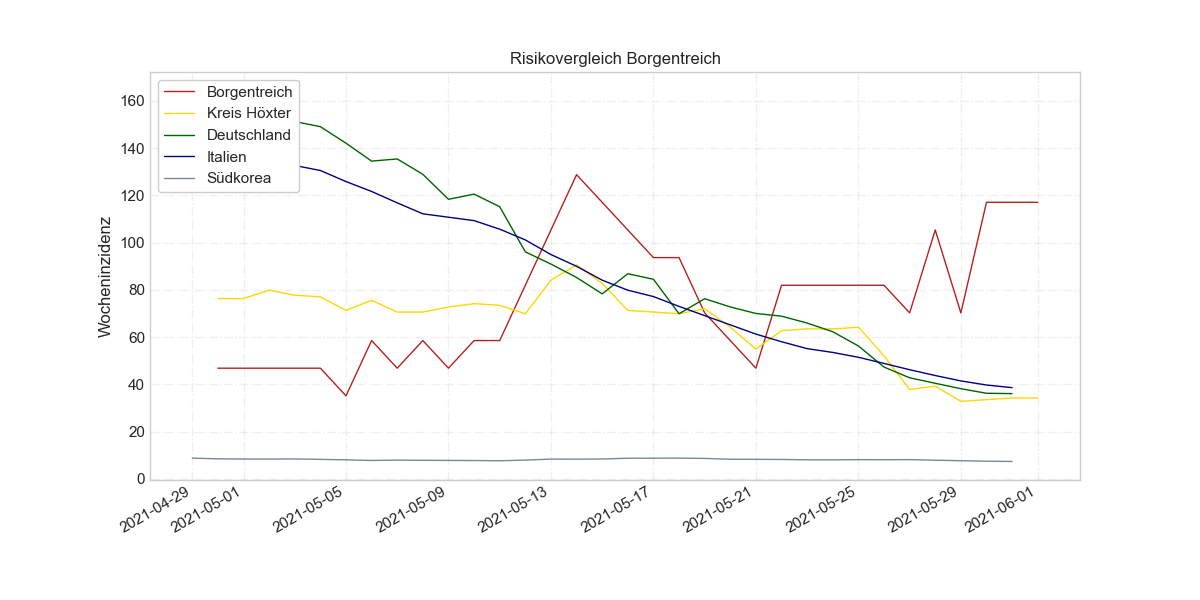 Risikovergleich Borgentreich
Borgentreich
Kreis Höxter
Deutschland
Italien
Südkorea
Wocheninzidenz
160
140
120
100
80
60
40
20
0
2021-04-29
2021-05-01
2021-05-05
2021-05-09
2021-05-13
2021-05-17
2021-05-21
2021-05-25
2021-05-29
2021-06-01